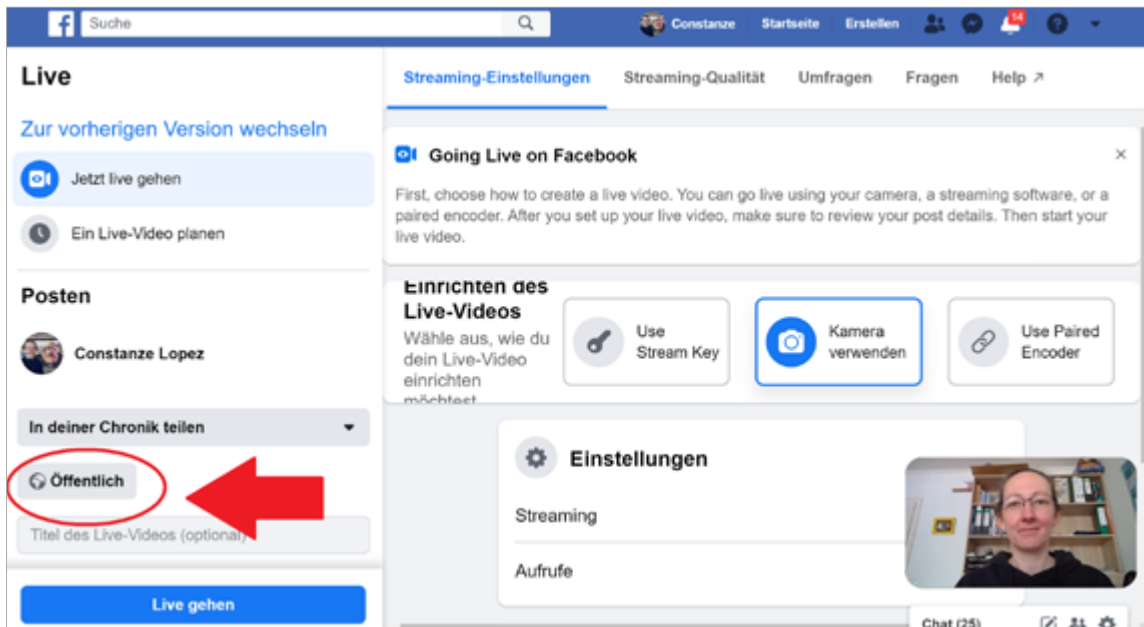 f
Suche
Constanze
Startseite
Erstellen
14
?
Live
Zur vorherigen Version wechseln
Jetzt live gehen
Ein Live-Video planen
Posten
Constanze Lopez
In deiner Chronik teilen
Öffentlich
Titel des Live-Videos (optional)
Live gehen
Streaming-Einstellungen
Streaming-Qualität
Umfragen
Fragen
Help
Going Live on Facebook
First, choose how to create a live video. You can go live using your camera, a streaming software, or a
paired encoder. After you set up your live video, make sure to review your post details. Then start your
live video.
Einrichten des
Live-Videos
Wähle aus, wie du
dein Live-Video
einrichten
möchtest
Use
Stream Key
Kamera
verwenden
Use Paired
Encoder
Einstellungen
Streaming
Aufrufe
Chat (25)